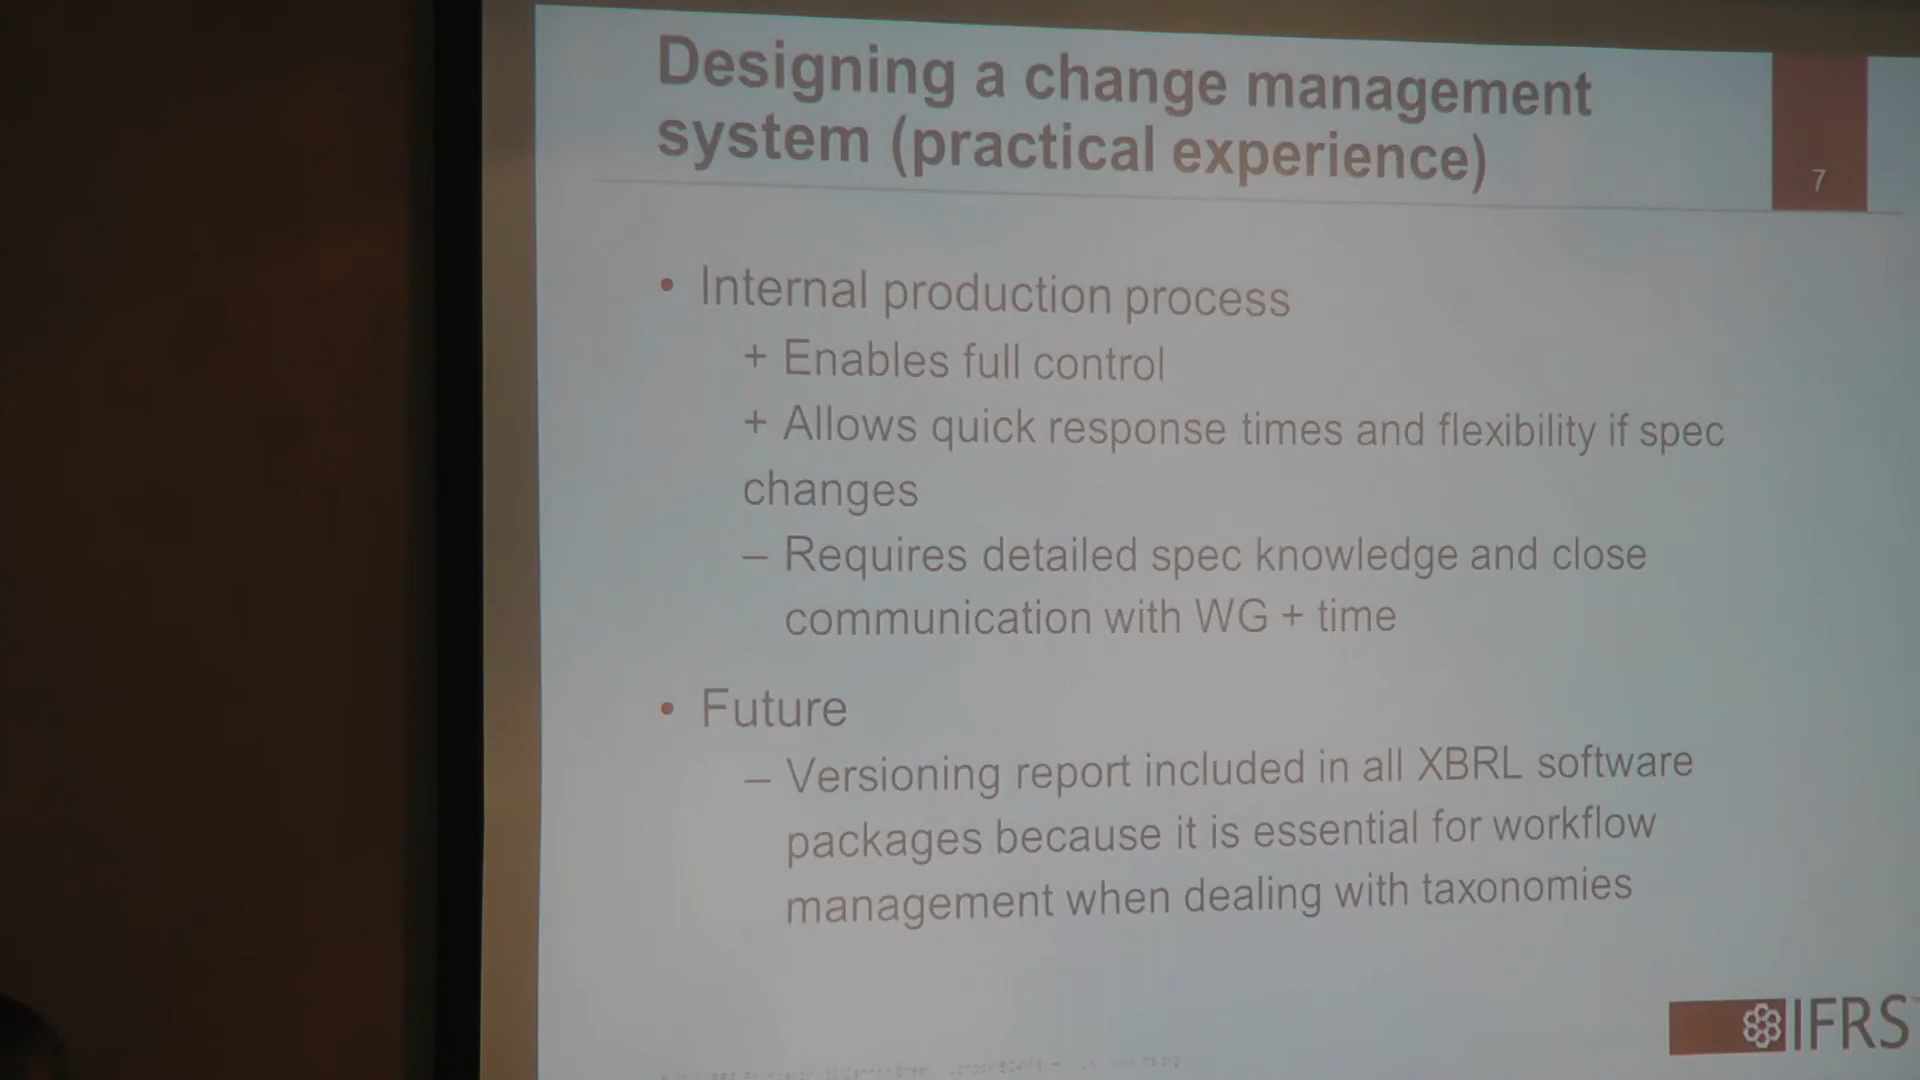 Designing a change management
system (practical experience)
7
• Internal production process
+ Enables full control
+ Allows quick response times and flexibility if spec
changes
– Requires detailed spec knowledge and close
communication with WG + time
• Future
– Versioning report included in all XBRL software
packages because it is essential for workflow
management when dealing with taxonomies
IFRS